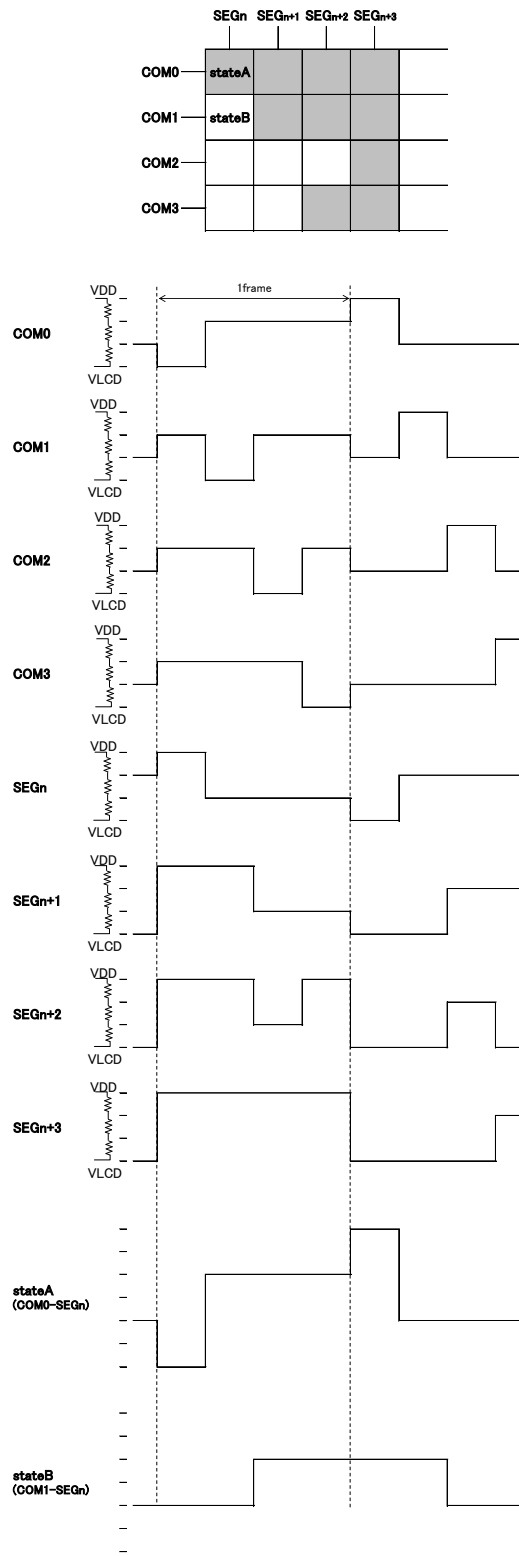 SEGn SEGn+1 SEGn+2 SEGn+3
COM0 stateA
COM1 stateB
COM2
COM3
VDD 1frame
COM0
VLCD
VDD
COM1
VLCD
VDD
COM2
VLCD
VDD
COM3
VLCD
VDD
SEGn
VLCD
VDD
SEGn+1
VLCD
VDD
SEGn+2
VLCD
VDD
SEGn+3
VLCD
stateA
(COM0-SEGn)
stateB
(COM1-SEGn)